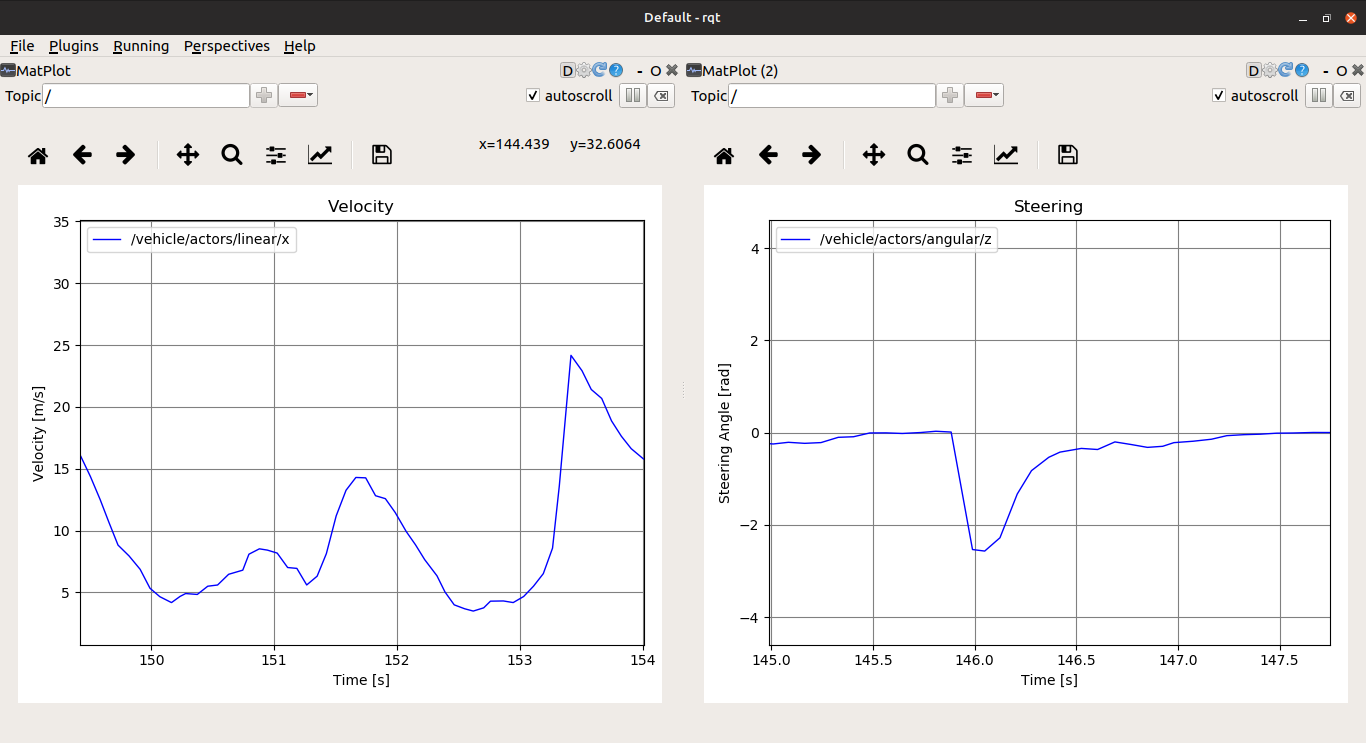 Default - rqt
File Plugins Running Perspectives Help
MatPlot
D
?
- O
Topic /
autoscroll
x=144.439 y=32.6064
Velocity
/vehicle/actors/linear/x
35
30
25
20
15
10
5
Velocity [m/s]
150 151 152 153 154
Time [s]
MatPlot (2)
D
?
- O
Topic /
autoscroll
Steering
/vehicle/actors/angular/z
4
2
0
−2
−4
Steering Angle [rad]
145.0 145.5 146.0 146.5 147.0 147.5
Time [s]